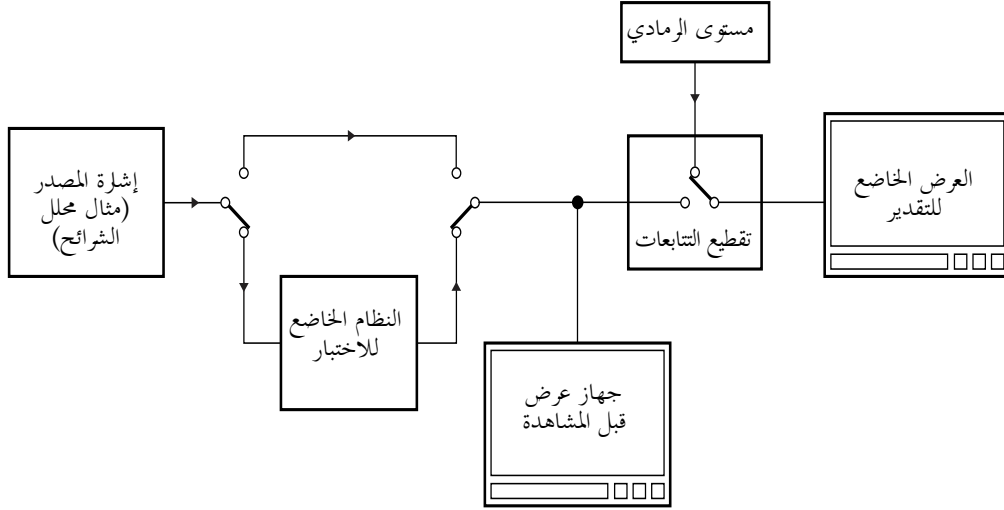 مستوى الرمادي
إشارة المصدر
(مثال محلل
الشرائح)
العرض الخاضع
للتقدير
تقطيع التتابعات
النظام الخاضع
للاختبار
جهاز عرض
قبل المشاهدة